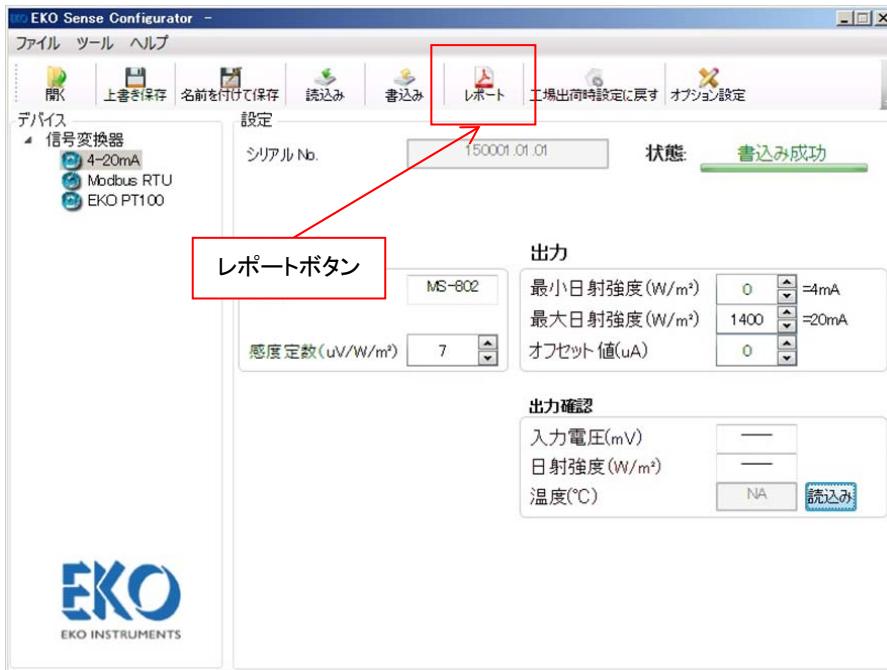 EKO EKO Sense Configurator －
ファイル ツール ヘルプ
開く 上書き保存 名前を付けて保存 読込み 書込み レポート 工場出荷時設定に戻す オプション設定
デバイス
信号変換器
4-20mA
Modbus RTU
EKO PT100
設定
シリアル No. 150001.01.01 状態: 書込み成功
レポートボタン
MS-802
感度定数(uV/W/m²) 7
出力
最小日射強度(W/m²) 0 =4mA
最大日射強度(W/m²) 1400 =20mA
オフセット値(uA) 0
出力確認
入力電圧(mV) ──
日射強度(W/m²) ──
温度(℃) NA 読込み
EKO
EKO INSTRUMENTS